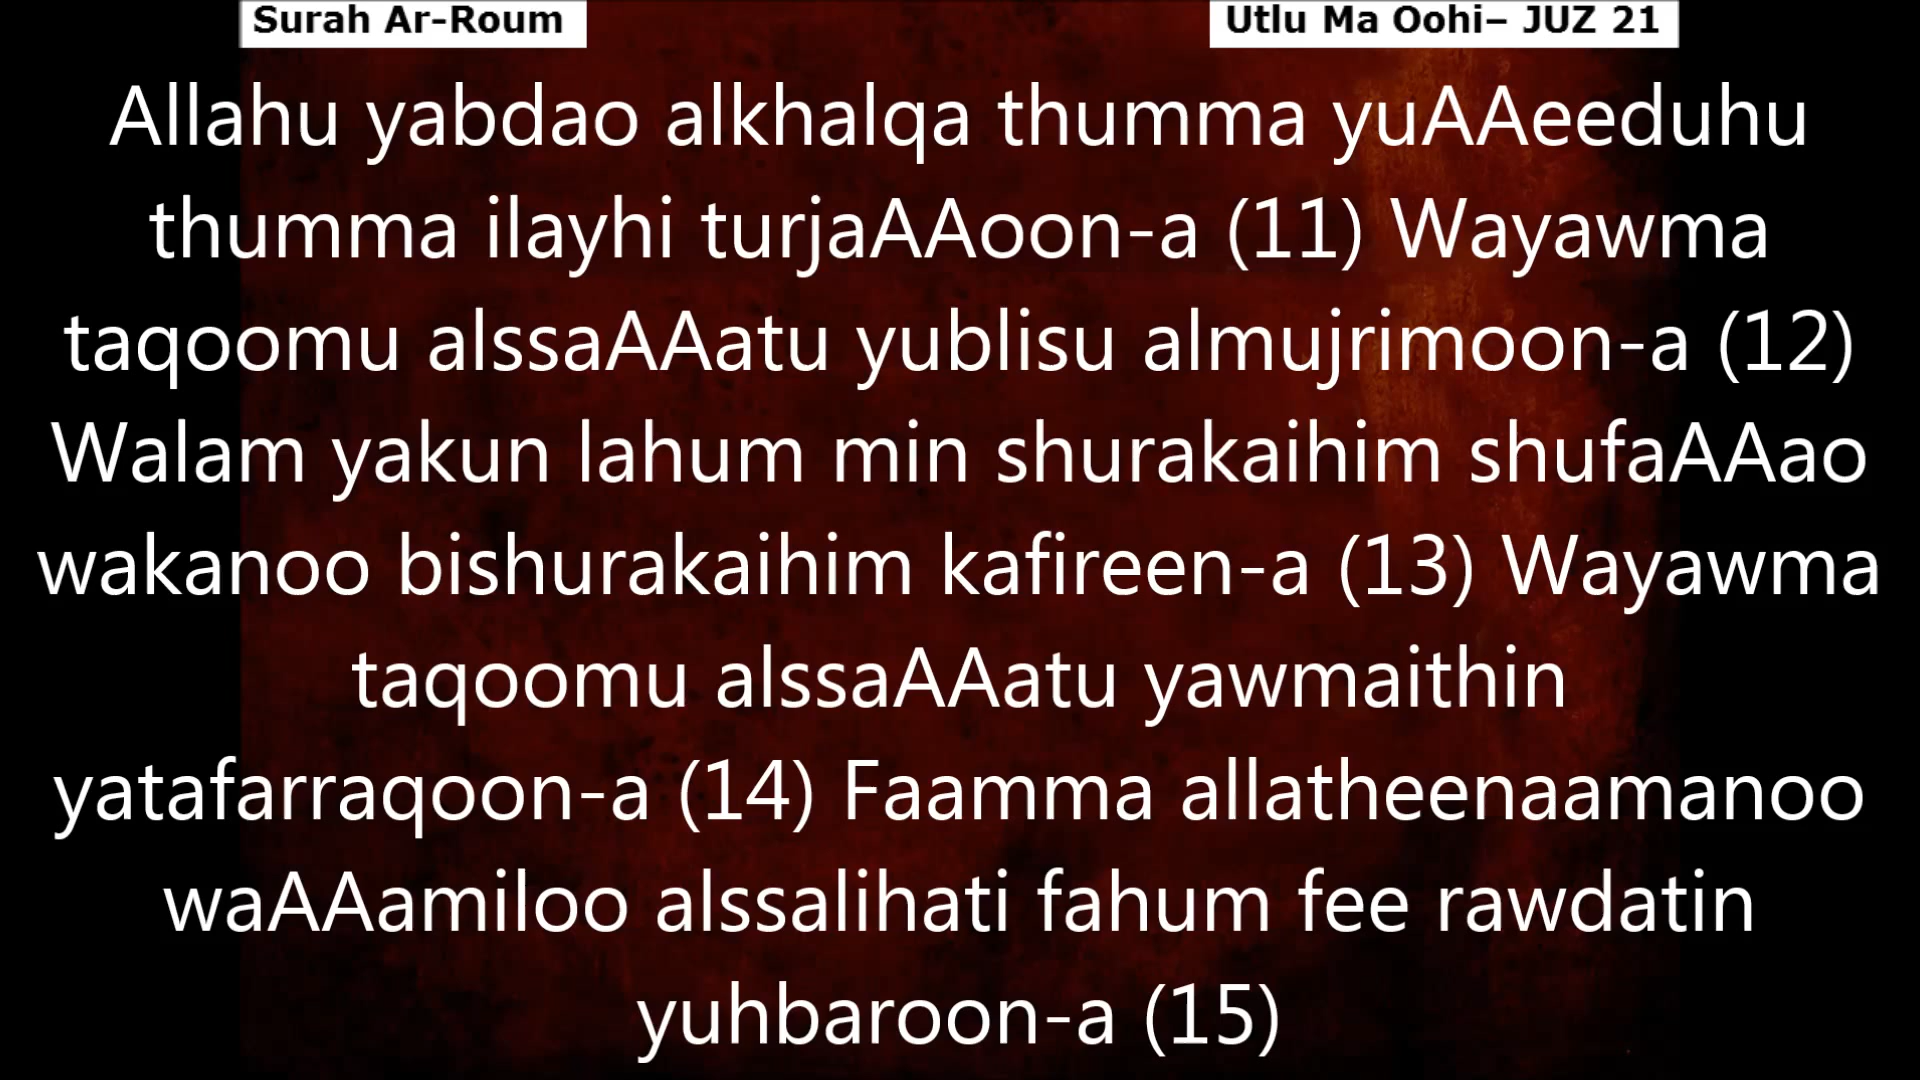 Surah Ar-Roum
Utlu Ma Oohi– JUZ 21
Allahu yabdao alkhalqa thumma yuAAeeduhu
thumma ilayhi turjaAAoon-a (11) Wayawma
taqoomu alssaAAatu yublisu almujrimoon-a (12)
Walam yakun lahum min shurakaihim shufaAAao
wakanoo bishurakaihim kafireen-a (13) Wayawma
taqoomu alssaAAatu yawmaithin
yatafarraqoon-a (14) Faamma allatheenaamanoo
waAAamiloo alssalihati fahum fee rawdatin
yuhbaroon-a (15)